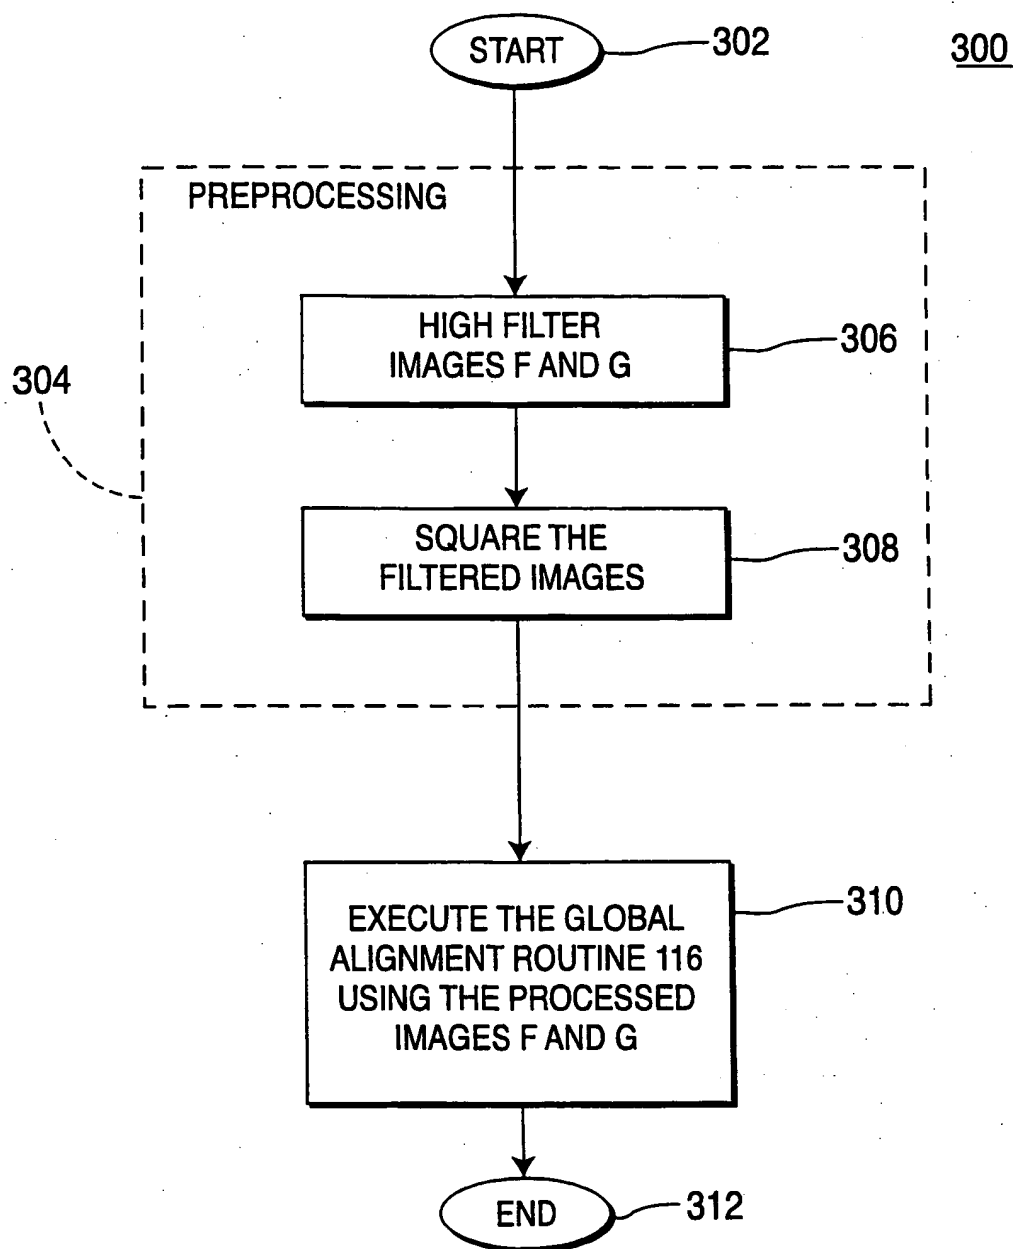 START
302
300
PREPROCESSING
HIGH FILTER
IMAGES F AND G
306
304
SQUARE THE
FILTERED IMAGES
308
EXECUTE THE GLOBAL
ALIGNMENT ROUTINE 116
USING THE PROCESSED
IMAGES F AND G
310
END
312